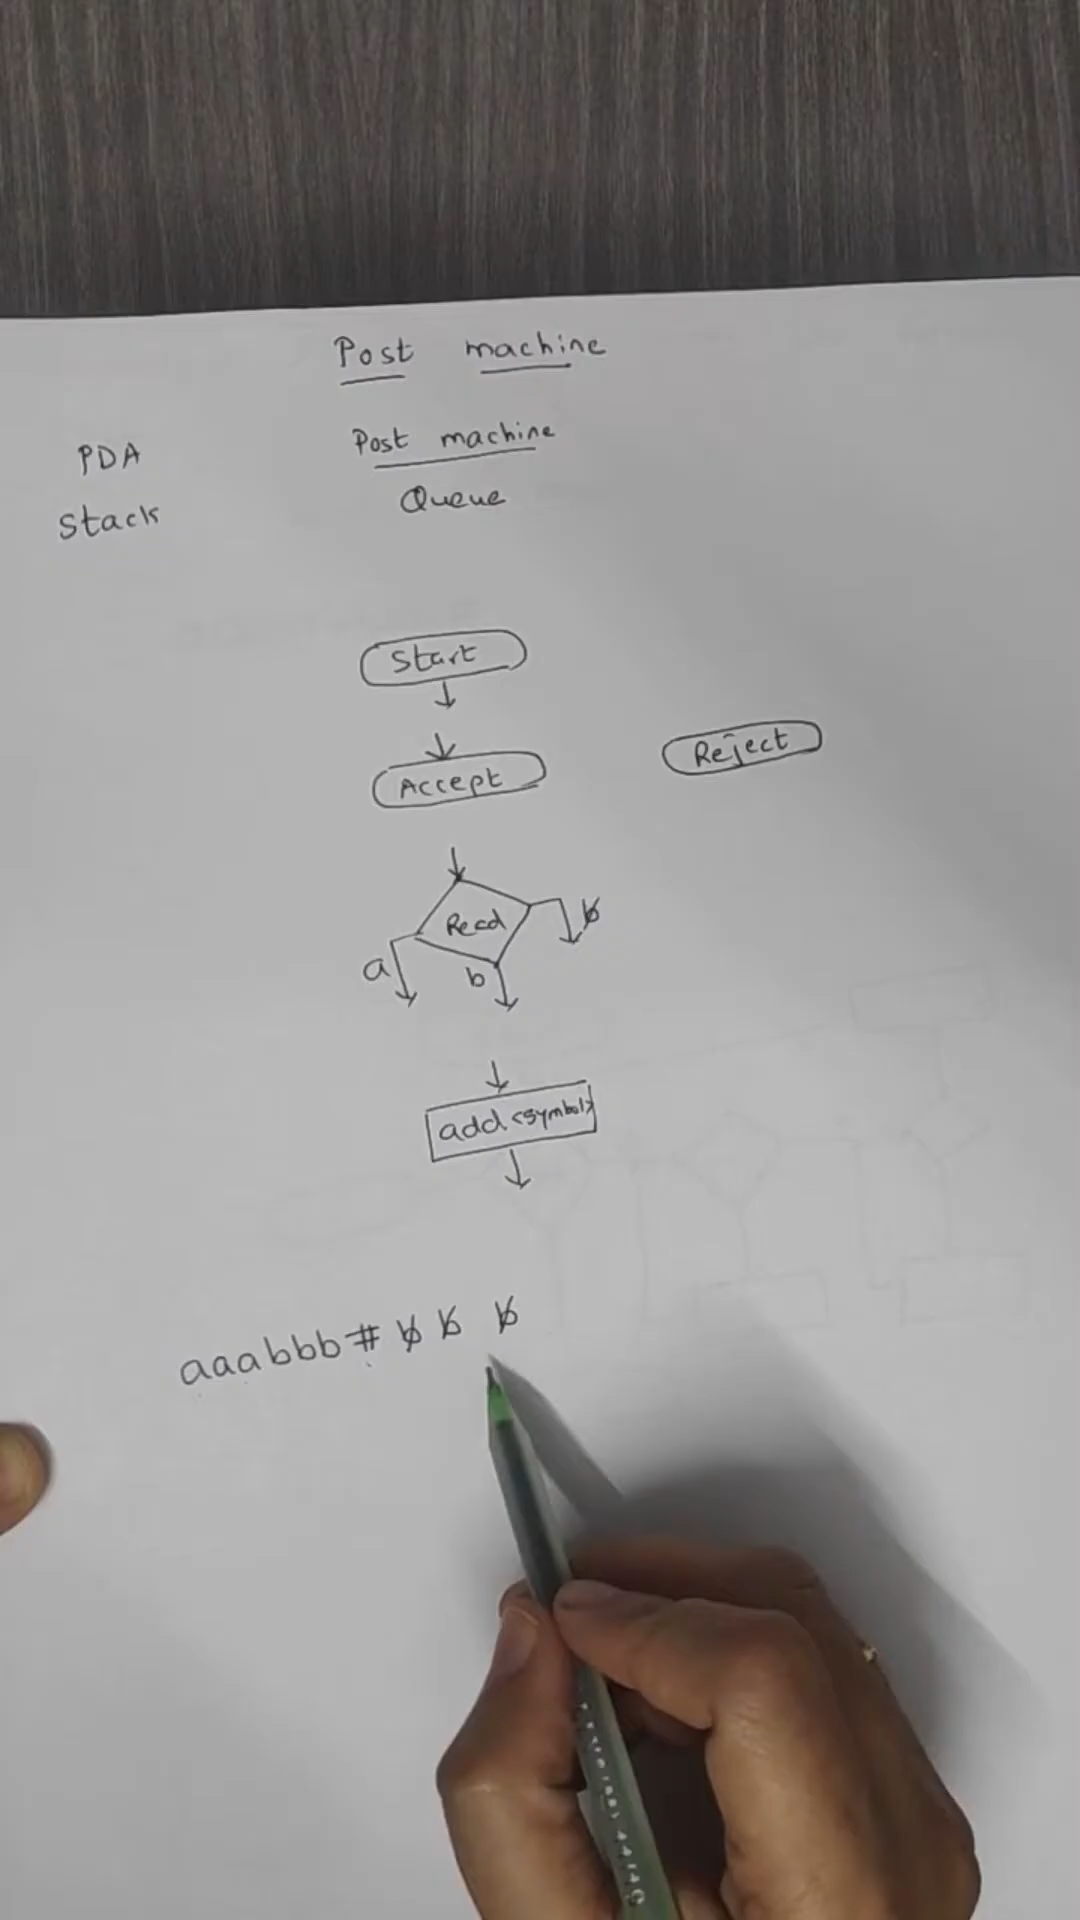 Post machine
PDA Post machine
Stack Queue
Start
Accept Reject
Read
a b ƀ
add <symbol>
aaabbb # ƀ ƀ ƀ